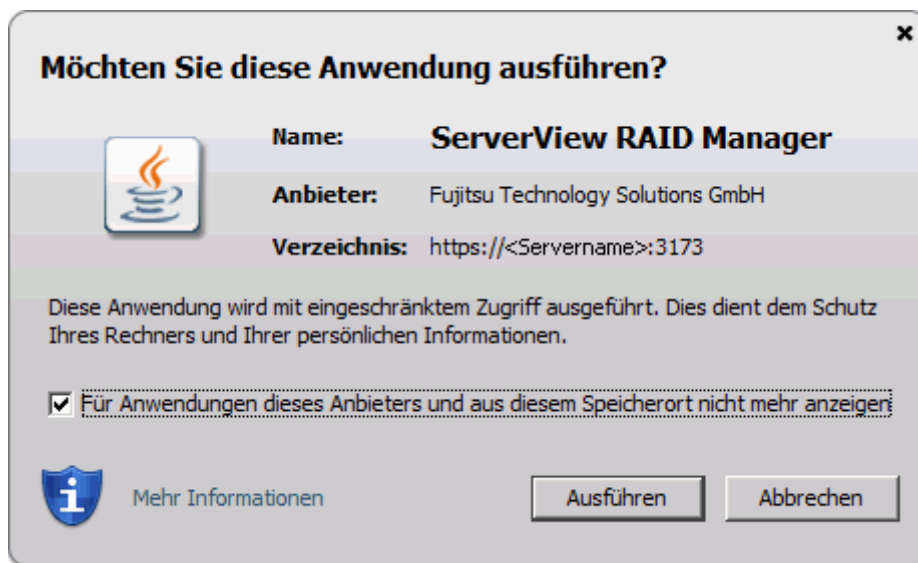 Möchten Sie diese Anwendung ausführen?
Name: ServerView RAID Manager
Anbieter: Fujitsu Technology Solutions GmbH
Verzeichnis: https://<Servername>:3173
Diese Anwendung wird mit eingeschränktem Zugriff ausgeführt. Dies dient dem Schutz
Ihres Rechners und Ihrer persönlichen Informationen.
Für Anwendungen dieses Anbieters und aus diesem Speicherort nicht mehr anzeigen
Mehr Informationen Ausführen Abbrechen